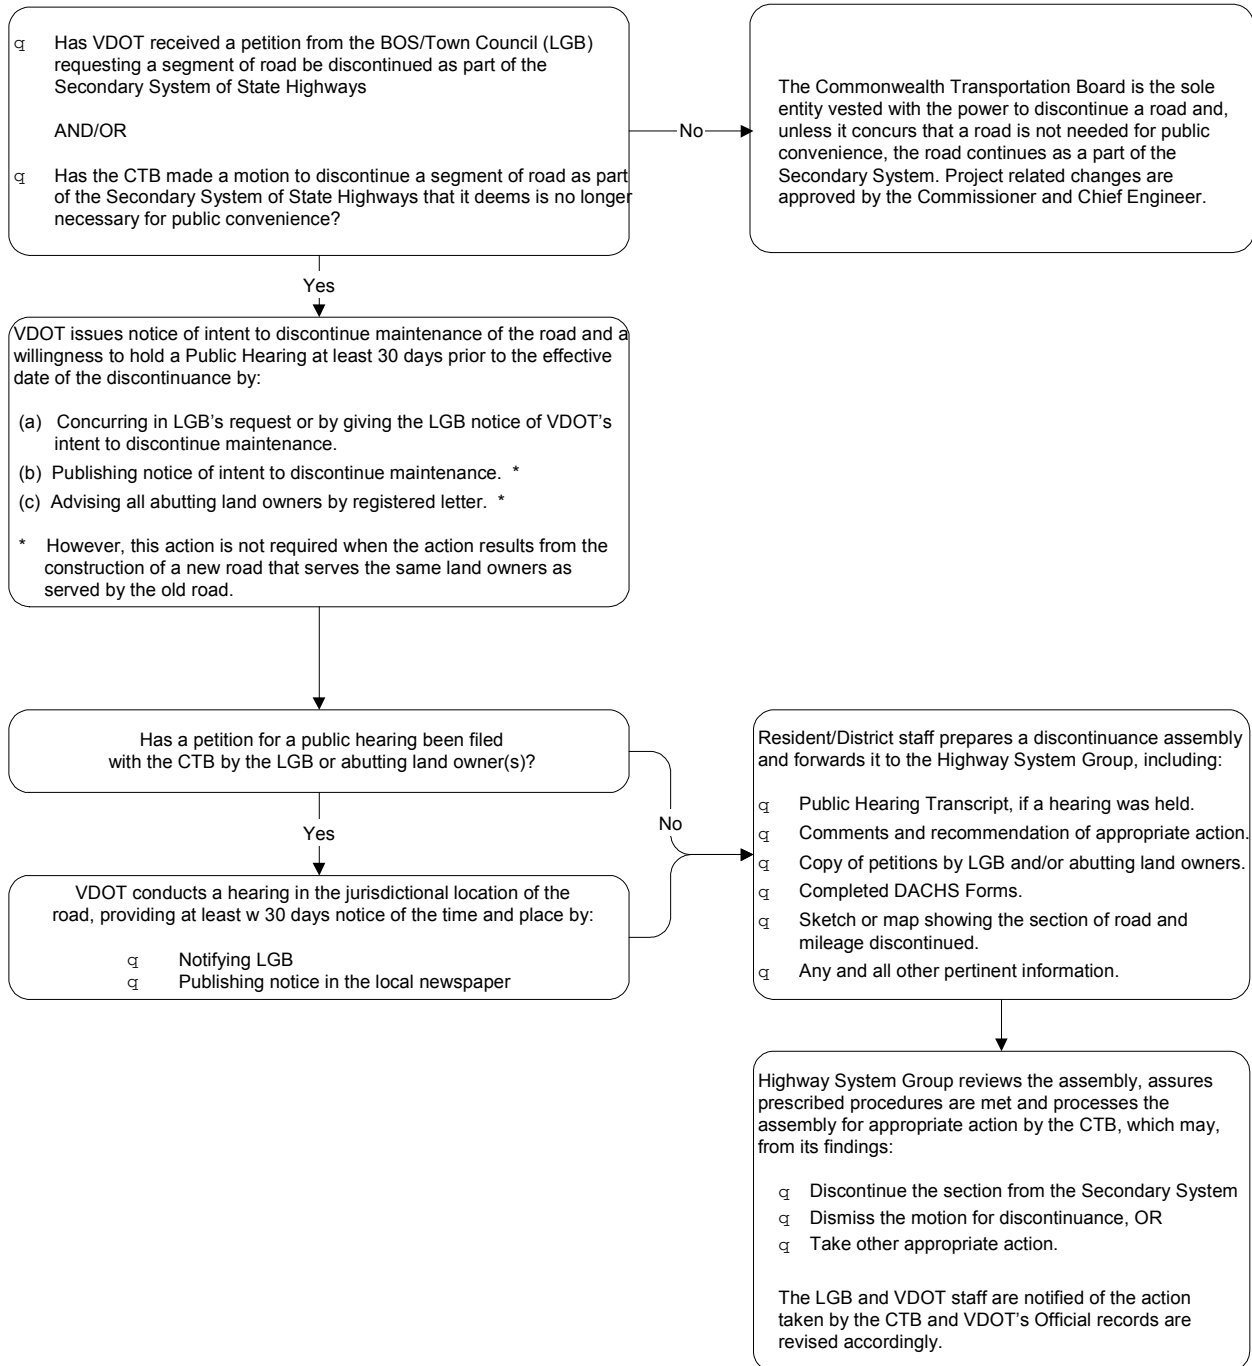 q Has VDOT received a petition from the BOS/Town Council (LGB)
requesting a segment of road be discontinued as part of the
Secondary System of State Highways
AND/OR
q Has the CTB made a motion to discontinue a segment of road as part
of the Secondary System of State Highways that it deems is no longer
necessary for public convenience?
No
The Commonwealth Transportation Board is the sole
entity vested with the power to discontinue a road and,
unless it concurs that a road is not needed for public
convenience, the road continues as a part of the
Secondary System. Project related changes are
approved by the Commissioner and Chief Engineer.
Yes
VDOT issues notice of intent to discontinue maintenance of the road and a
willingness to hold a Public Hearing at least 30 days prior to the effective
date of the discontinuance by:
(a) Concurring in LGB's request or by giving the LGB notice of VDOT's
intent to discontinue maintenance.
(b) Publishing notice of intent to discontinue maintenance. *
(c) Advising all abutting land owners by registered letter. *
* However, this action is not required when the action results from the
construction of a new road that serves the same land owners as
served by the old road.
Has a petition for a public hearing been filed
with the CTB by the LGB or abutting land owner(s)?
Yes
No
VDOT conducts a hearing in the jurisdictional location of the
road, providing at least w 30 days notice of the time and place by:
q Notifying LGB
q Publishing notice in the local newspaper
Resident/District staff prepares a discontinuance assembly
and forwards it to the Highway System Group, including:
q Public Hearing Transcript, if a hearing was held.
q Comments and recommendation of appropriate action.
q Copy of petitions by LGB and/or abutting land owners.
q Completed DACHS Forms.
q Sketch or map showing the section of road and
mileage discontinued.
q Any and all other pertinent information.
Highway System Group reviews the assembly, assures
prescribed procedures are met and processes the
assembly for appropriate action by the CTB, which may,
from its findings:
q Discontinue the section from the Secondary System
q Dismiss the motion for discontinuance, OR
q Take other appropriate action.
The LGB and VDOT staff are notified of the action
taken by the CTB and VDOT's Official records are
revised accordingly.